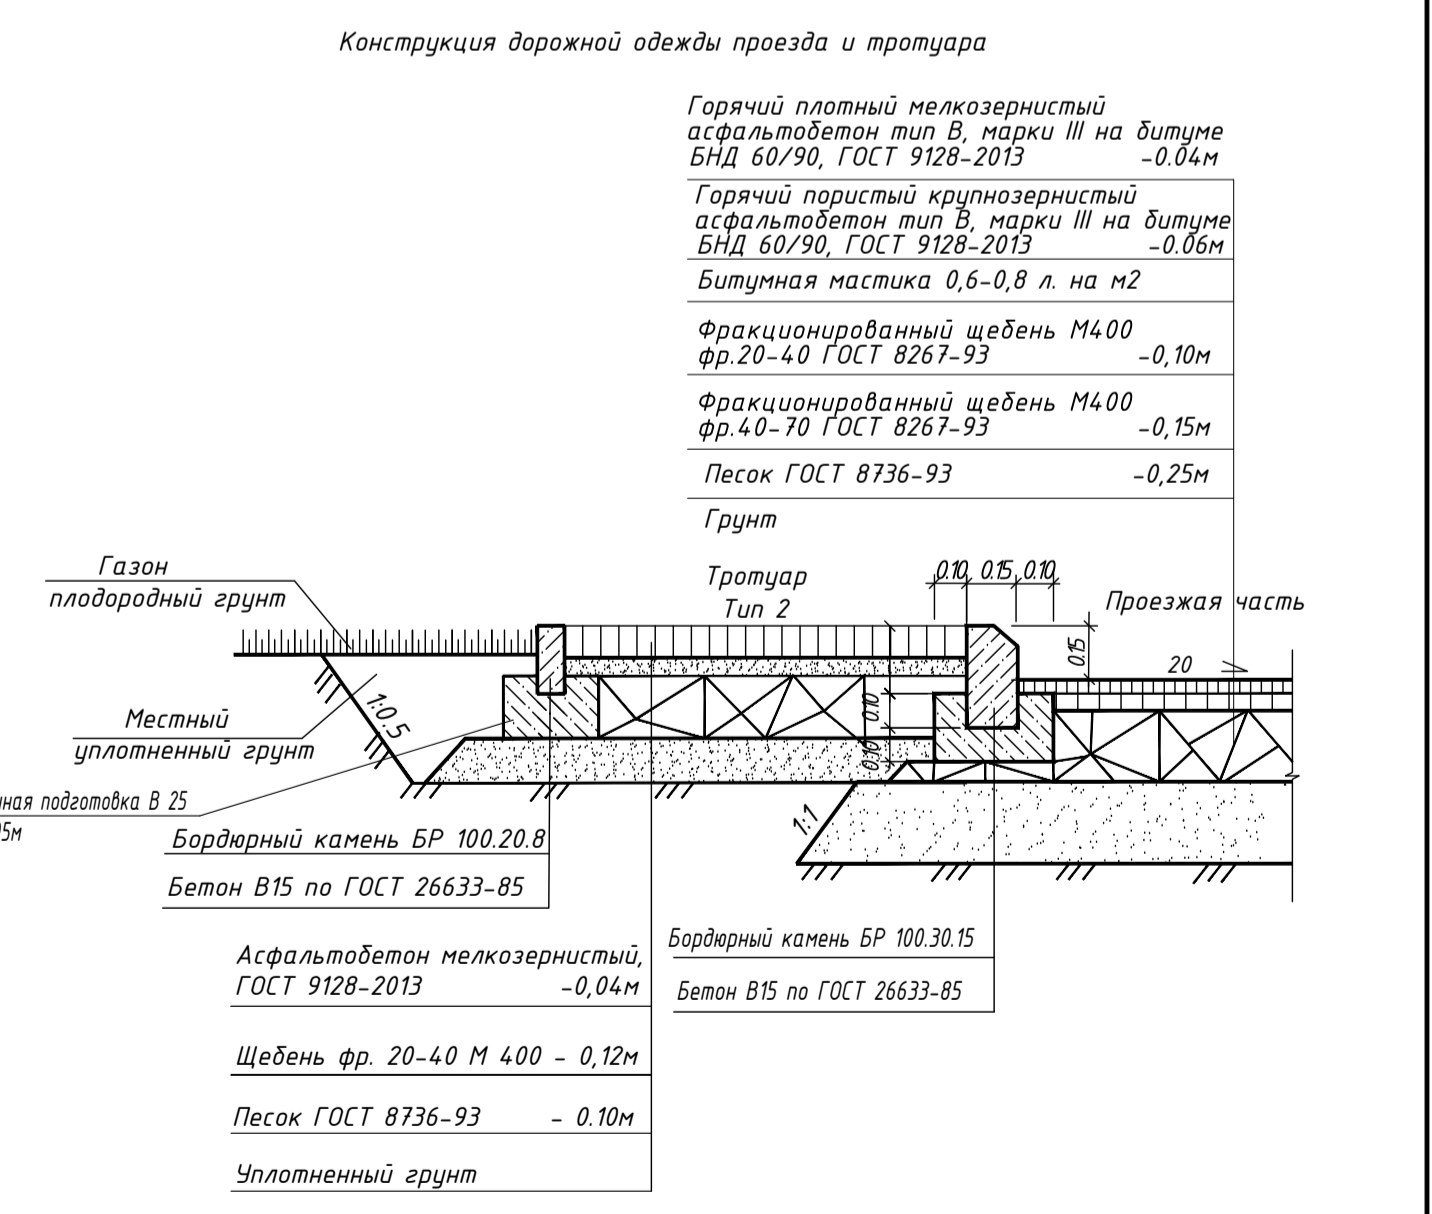 Конструкция дорожной одежды проезда и тротуара
Горячий плотный мелкозернистый
асфальтобетон тип В, марки III на битуме
БНД 60/90, ГОСТ 9128-2013 -0.04м
Горячий пористый крупнозернистый
асфальтобетон тип В, марки III на битуме
БНД 60/90, ГОСТ 9128-2013 -0.06м
Битумная мастика 0,6-0,8 л. на м2
Фракционированный щебень М400
фр.20-40 ГОСТ 8267-93 -0,10м
Фракционированный щебень М400
фр.40-70 ГОСТ 8267-93 -0,15м
Песок ГОСТ 8736-93 -0,25м
Грунт
Газон
плодородный грунт
Тротуар
Тип 2
0.10 0.15 0.10
Проезжая часть
0.15
20
1:0.5
0.10
0.10
1:1
Местный
уплотненный грунт
подготовка В 25
Бордюрный камень БР 100.20.8
Бетон В15 по ГОСТ 26633-85
Асфальтобетон мелкозернистый,
ГОСТ 9128-2013 -0,04м
Щебень фр. 20-40 М 400 - 0,12м
Песок ГОСТ 8736-93 - 0.10м
Уплотненный грунт
Бордюрный камень БР 100.30.15
Бетон В15 по ГОСТ 26633-85